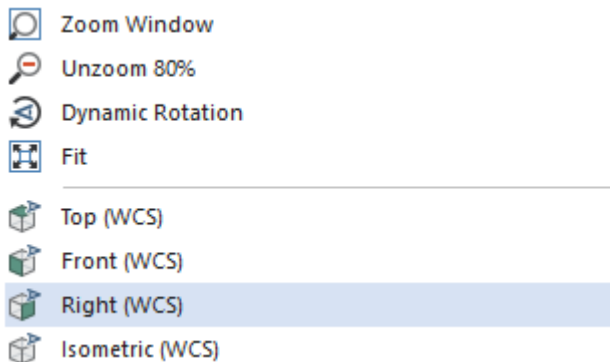 Zoom Window
Unzoom 80%
Dynamic Rotation
Fit
Top (WCS)
Front (WCS)
Right (WCS)
Isometric (WCS)